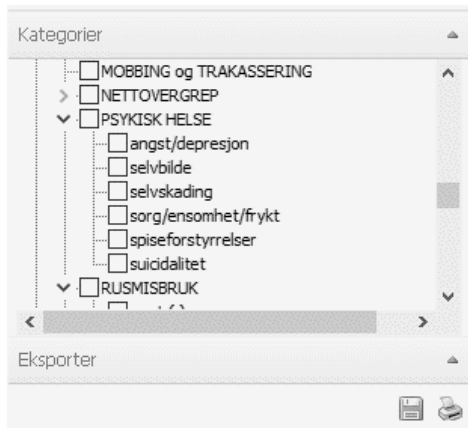 Kategorier
MOBBING og TRAKASSERING
NETTOVERGREP
PSYKISK HELSE
angst/depresjon
selvbilde
selvskading
sorg/ensomhet/frykt
spiseforstyrrelser
suicidalitet
RUSMISBRUK
Eksporter